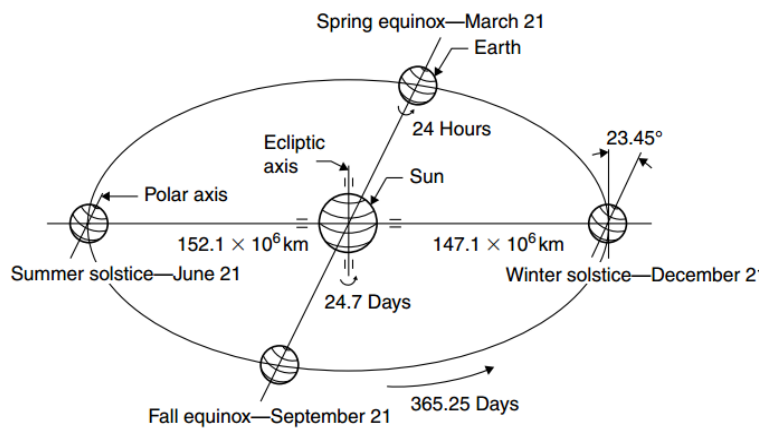 Spring equinox—March 21
Earth
24 Hours
23.45°
Ecliptic
axis
Sun
Polar axis
152.1 × 10⁶ km
147.1 × 10⁶ km
Summer solstice—June 21
Winter solstice—December 21
24.7 Days
365.25 Days
Fall equinox—September 21